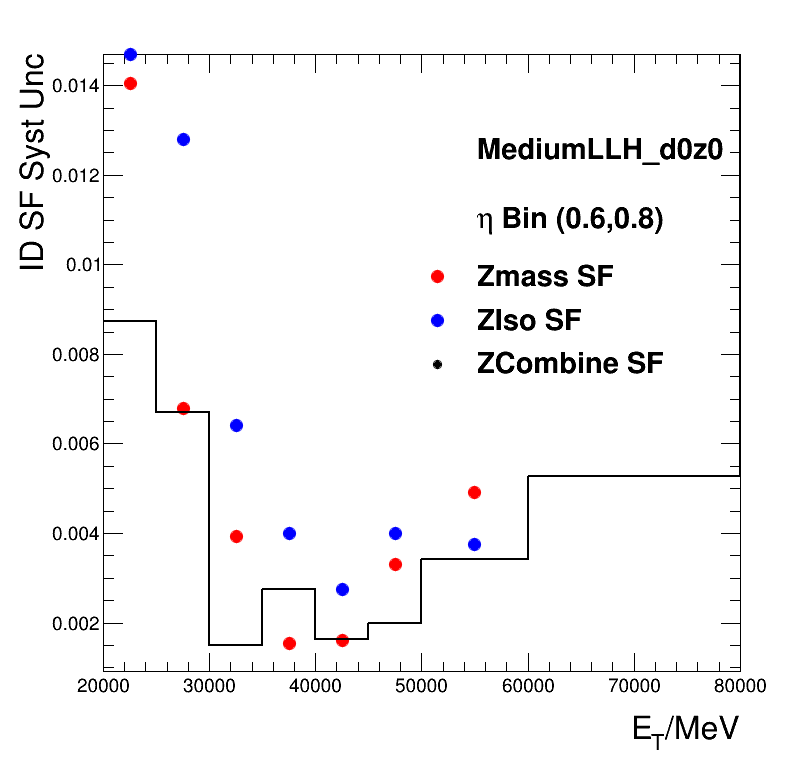 ID SF Syst Unc
0.014
0.012
0.01
0.008
0.006
0.004
0.002
MediumLLH_d0z0
η Bin (0.6,0.8)
Zmass SF
ZIso SF
ZCombine SF
20000 30000 40000 50000 60000 70000 80000
E_T/MeV